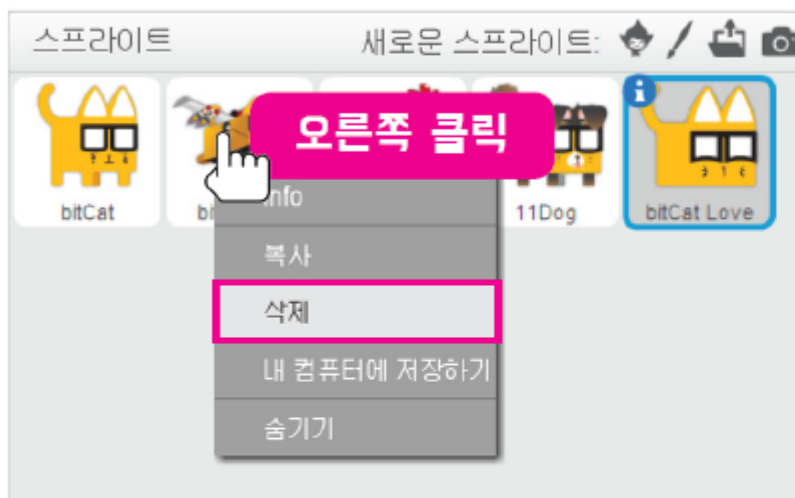 스프라이트 새로운 스프라이트:
오른쪽 클릭
bitCat bi 11Dog bitCat Love
info
복사
삭제
내 컴퓨터에 저장하기
숨기기